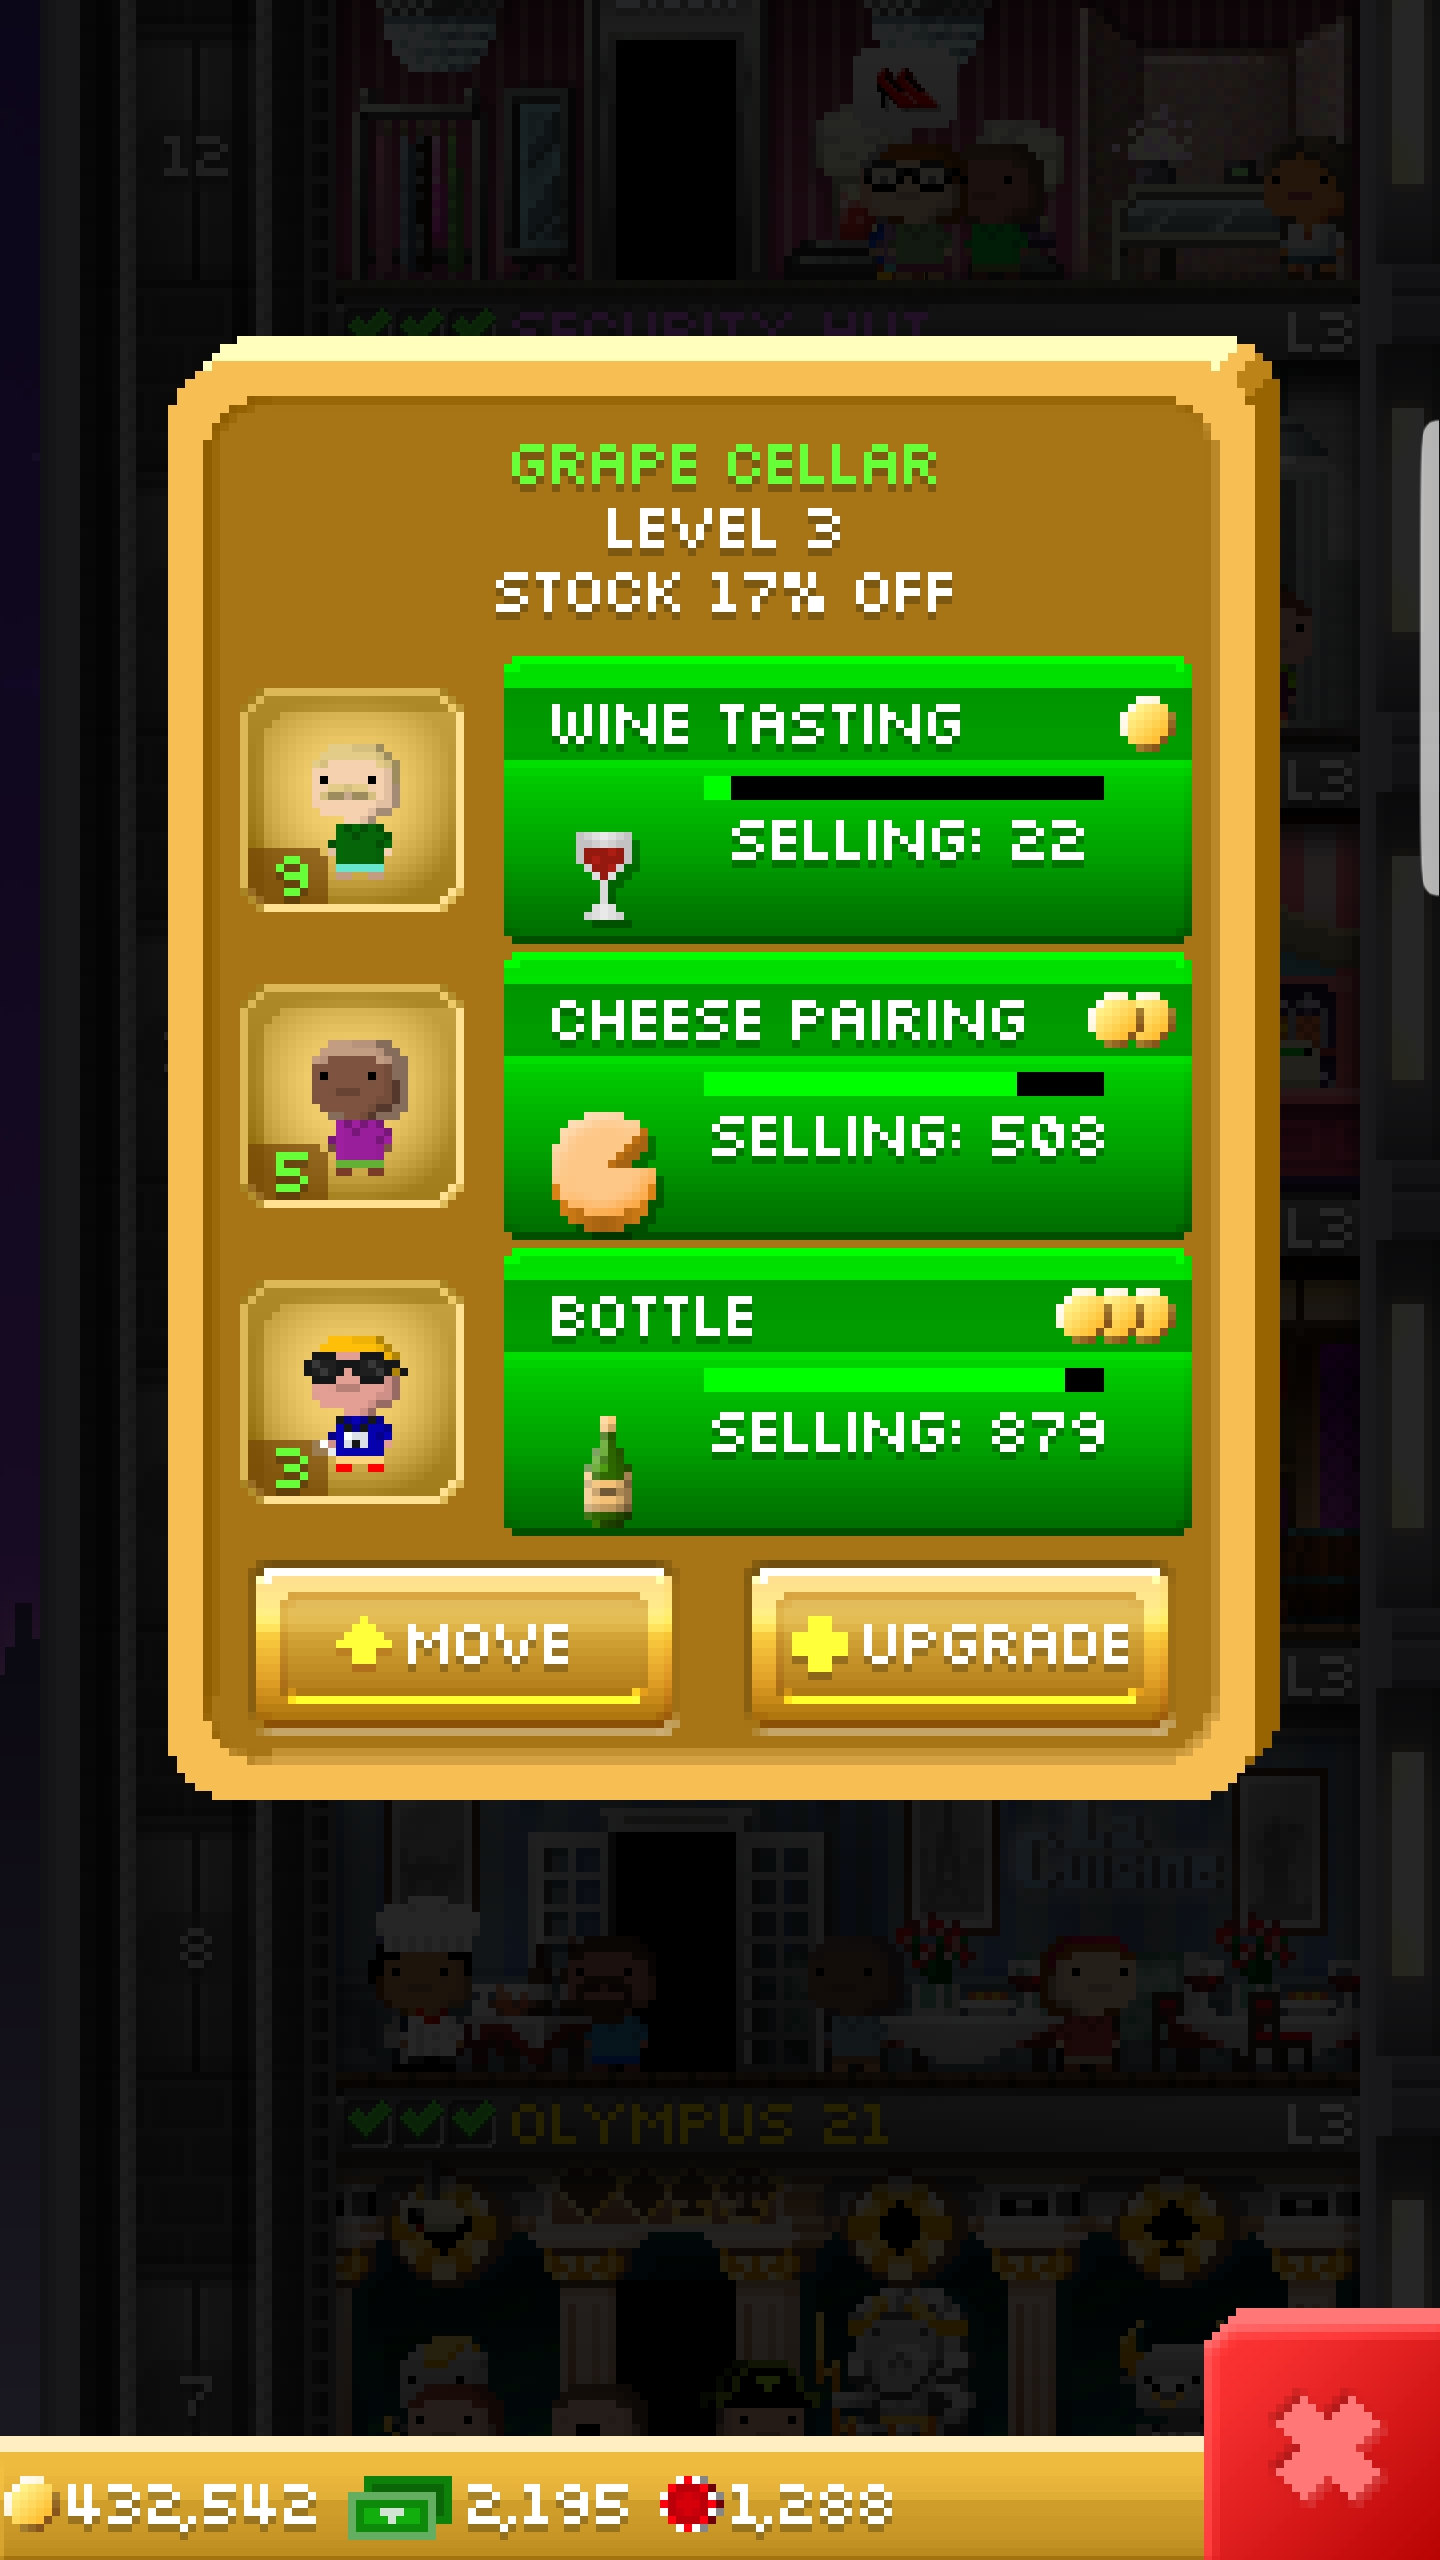 12
SECURITY HUT
L3
GRAPE CELLAR
LEVEL 3
STOCK 17% OFF
L3
WINE TASTING
SELLING: 22
9
CHEESE PAIRING
SELLING: 508
5
L3
BOTTLE
SELLING: 879
3
MOVE
UPGRADE
L3
Cuisine
8
OLYMPUS 21
L3
7
432,542
2,195
1,288